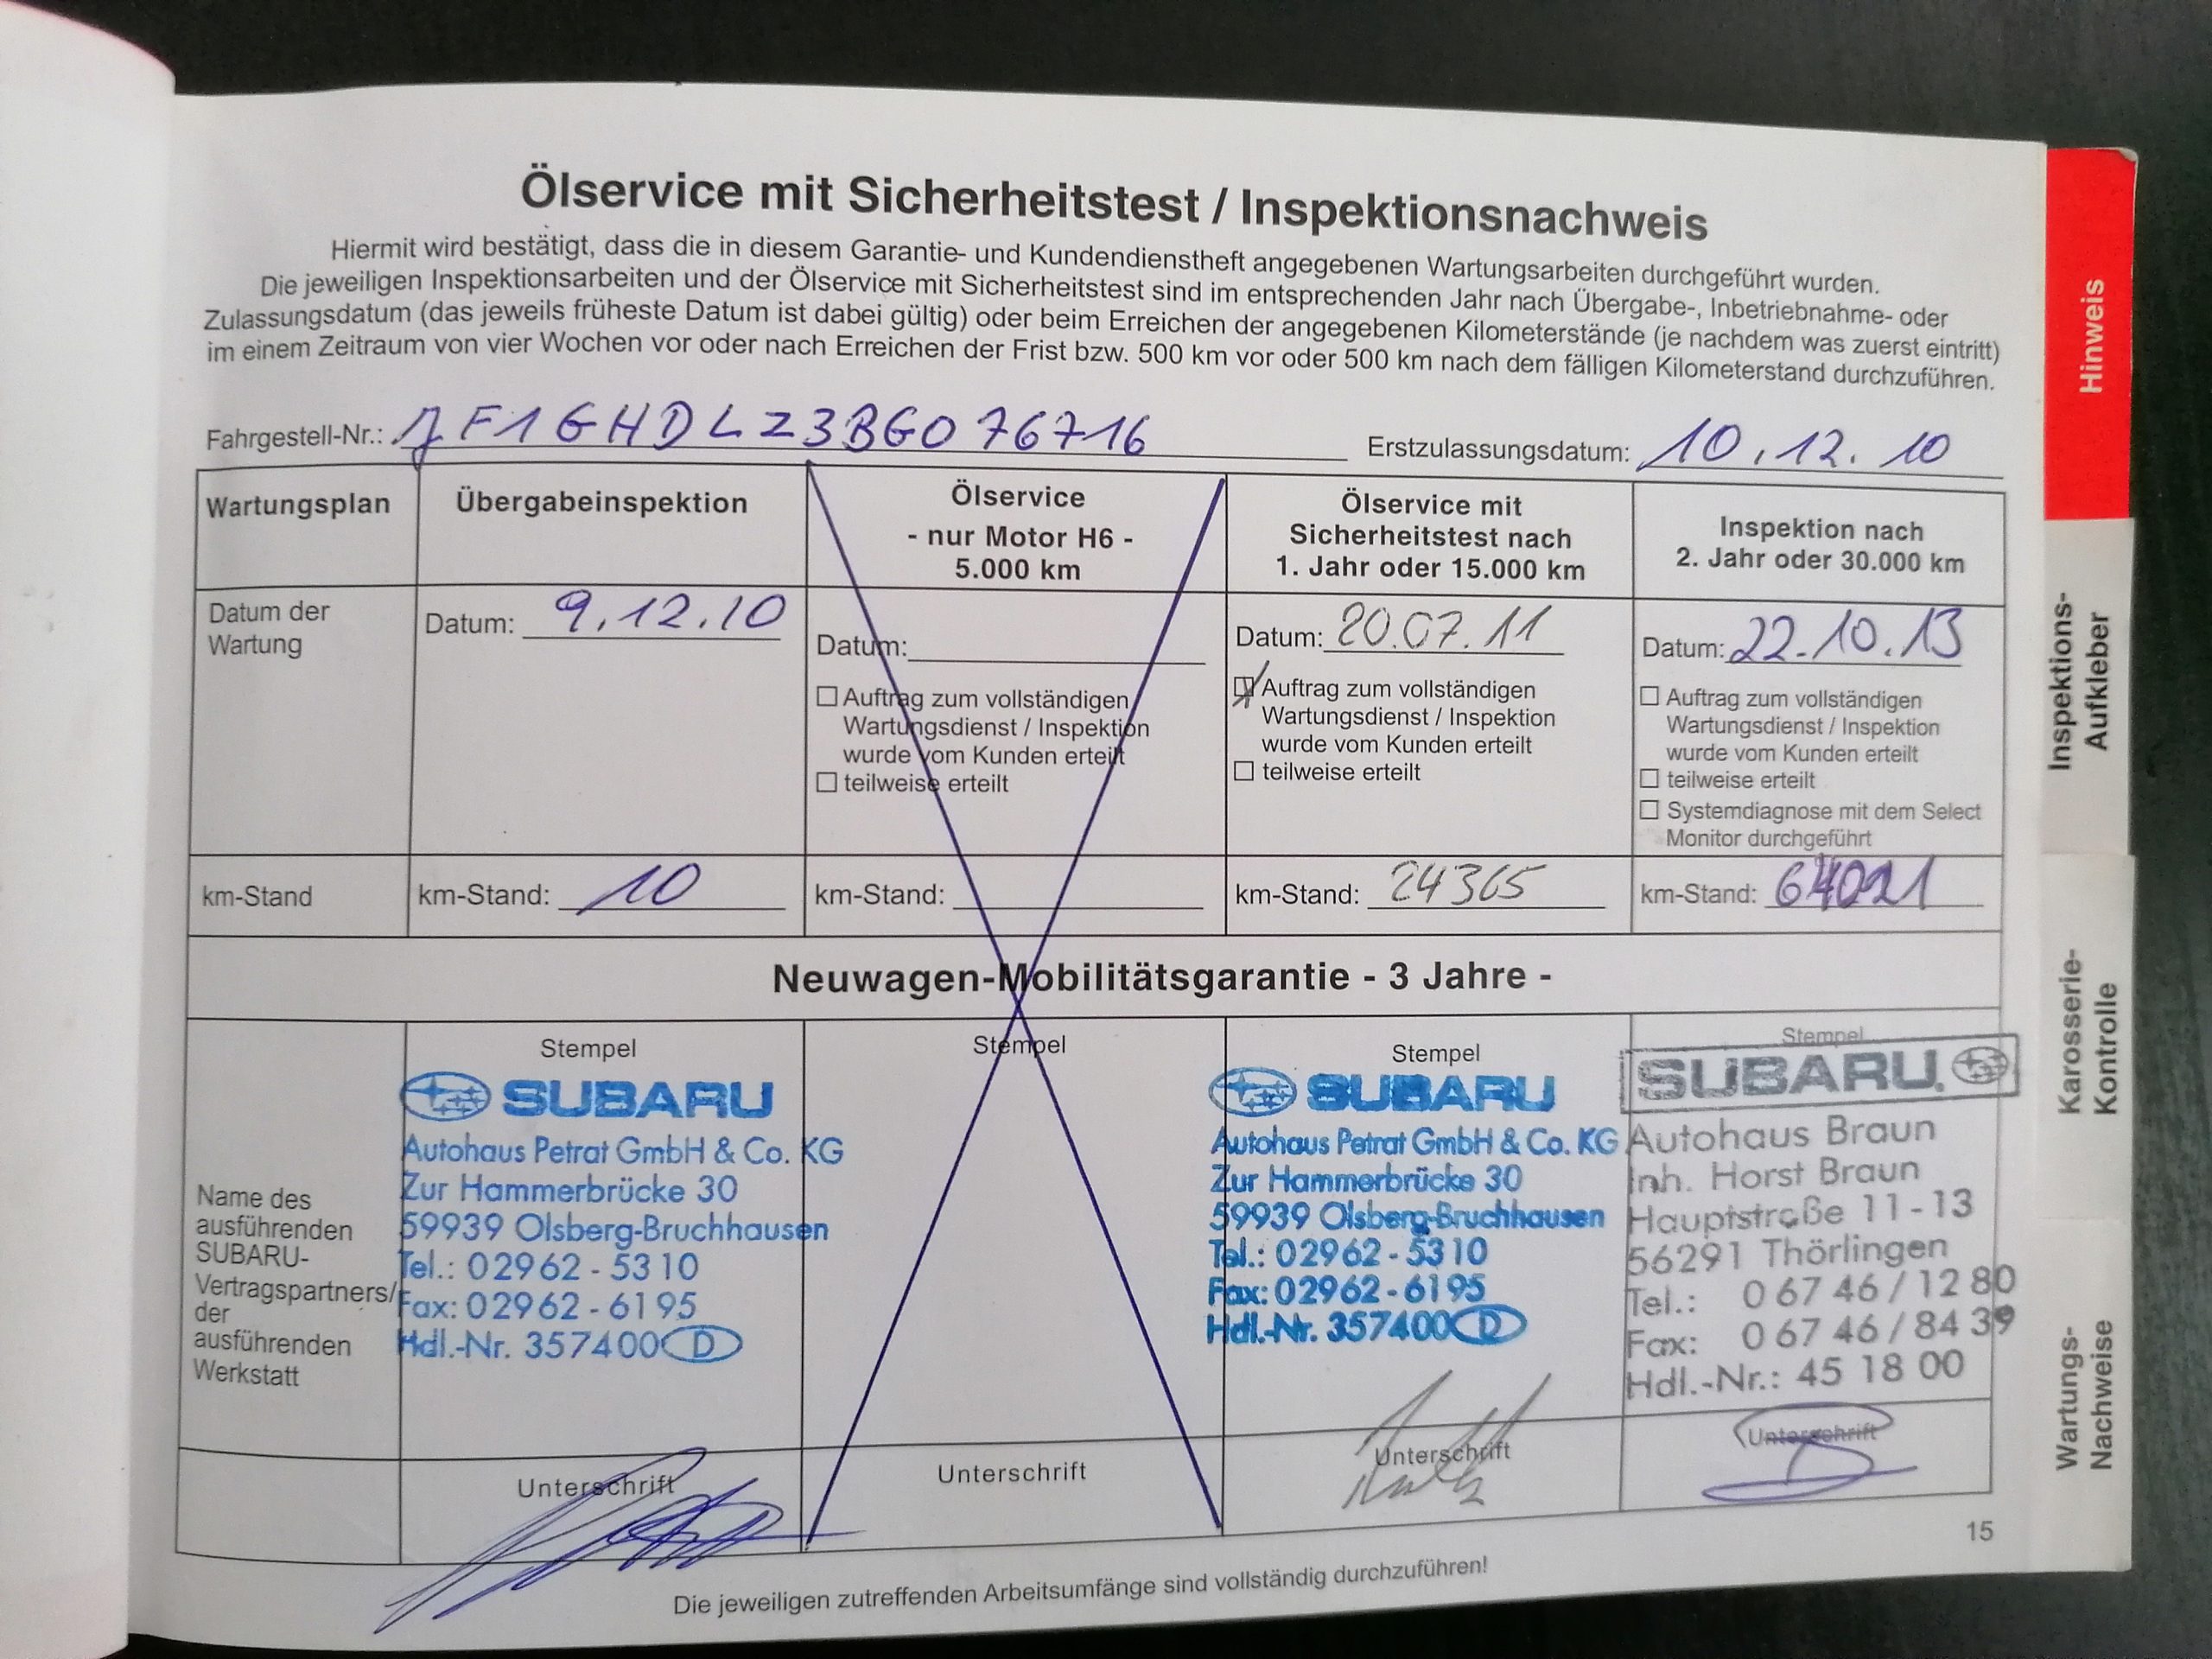 Ölservice mit Sicherheitstest / Inspektionsnachweis
Hiermit wird bestätigt, dass die in diesem Garantie- und Kundendienstheft angegebenen Wartungsarbeiten durchgeführt wurden.
Die jeweiligen Inspektionsarbeiten und der Ölservice mit Sicherheitstest sind im entsprechenden Jahr nach Übergabe-, Inbetriebnahme- oder
Zulassungsdatum (das jeweils früheste Datum ist dabei gültig) oder beim Erreichen der angegebenen Kilometerstände (je nachdem was zuerst eintritt)
im einem Zeitraum von vier Wochen vor oder nach Erreichen der Frist bzw. 500 km vor oder 500 km nach dem fälligen Kilometerstand durchzuführen.
Fahrgestell-Nr.: JF1GHDLZ3BG076716
Erstzulassungsdatum: 10.12.10
Wartungsplan
Übergabeinspektion
Ölservice
- nur Motor H6 -
5.000 km
Ölservice mit
Sicherheitstest nach
1. Jahr oder 15.000 km
Inspektion nach
2. Jahr oder 30.000 km
Datum der
Wartung
Datum: 9.12.10
Datum:
Auftrag zum vollständigen
Wartungsdienst / Inspektion
wurde vom Kunden erteilt
teilweise erteilt
Datum: 20.07.11
Auftrag zum vollständigen
Wartungsdienst / Inspektion
wurde vom Kunden erteilt
teilweise erteilt
Datum: 22.10.13
Auftrag zum vollständigen
Wartungsdienst / Inspektion
wurde vom Kunden erteilt
teilweise erteilt
Systemdiagnose mit dem Select
Monitor durchgeführt
km-Stand
km-Stand: 10
km-Stand:
km-Stand: 24365
km-Stand: 64021
Neuwagen-Mobilitätsgarantie - 3 Jahre -
Name des
ausführenden
SUBARU-
Vertragspartners/
der
ausführenden
Werkstatt
Stempel
SUBARU
Autohaus Petrat GmbH & Co. KG
Zur Hammerbrücke 30
59939 Olsberg-Bruchhausen
Tel.: 02962 - 5310
Fax: 02962 - 6195
Hdl.-Nr. 357400 D
Stempel
Stempel
SUBARU
Autohaus Petrat GmbH & Co. KG
Zur Hammerbrücke 30
59939 Olsberg-Bruchhausen
Tel.: 02962 - 5310
Fax: 02962 - 6195
Hdl.-Nr. 357400 D
Stempel
SUBARU
Autohaus Braun
Inh. Horst Braun
Hauptstraße 11-13
56291 Thörlingen
Tel.: 0 67 46 / 12 80
Fax: 0 67 46 / 84 39
Hdl.-Nr.: 45 18 00
Unterschrift
Unterschrift
Unterschrift
Unterschrift
15
Die jeweiligen zutreffenden Arbeitsumfänge sind vollständig durchzuführen!
Hinweis
Inspektions-
Aufkleber
Karosserie-
Kontrolle
Wartungs-
Nachweise